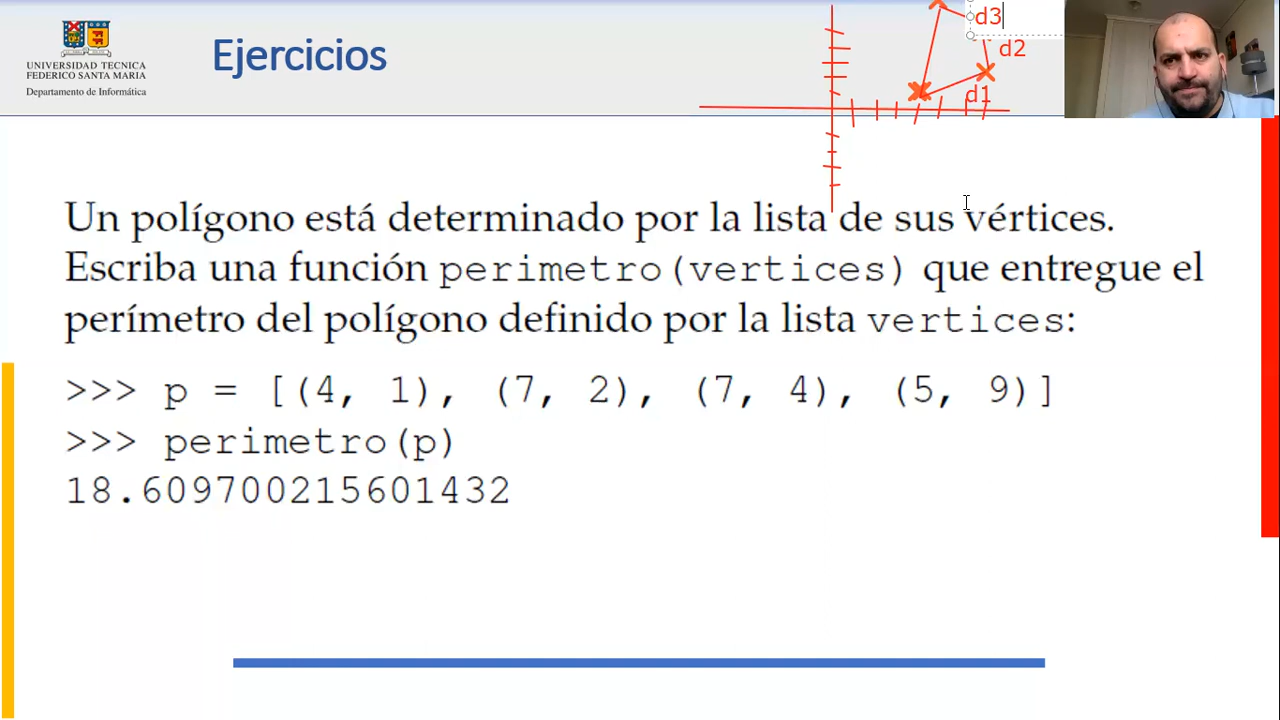 UNIVERSIDAD TECNICA
FEDERICO SANTA MARIA
Departamento de Informática
Ejercicios
d3
d2
d1
Un polígono está determinado por la lista de sus vértices.
Escriba una función perimetro(vertices) que entregue el
perímetro del polígono definido por la lista vertices:
>>> p = [(4, 1), (7, 2), (7, 4), (5, 9)]
>>> perimetro(p)
18.609700215601432